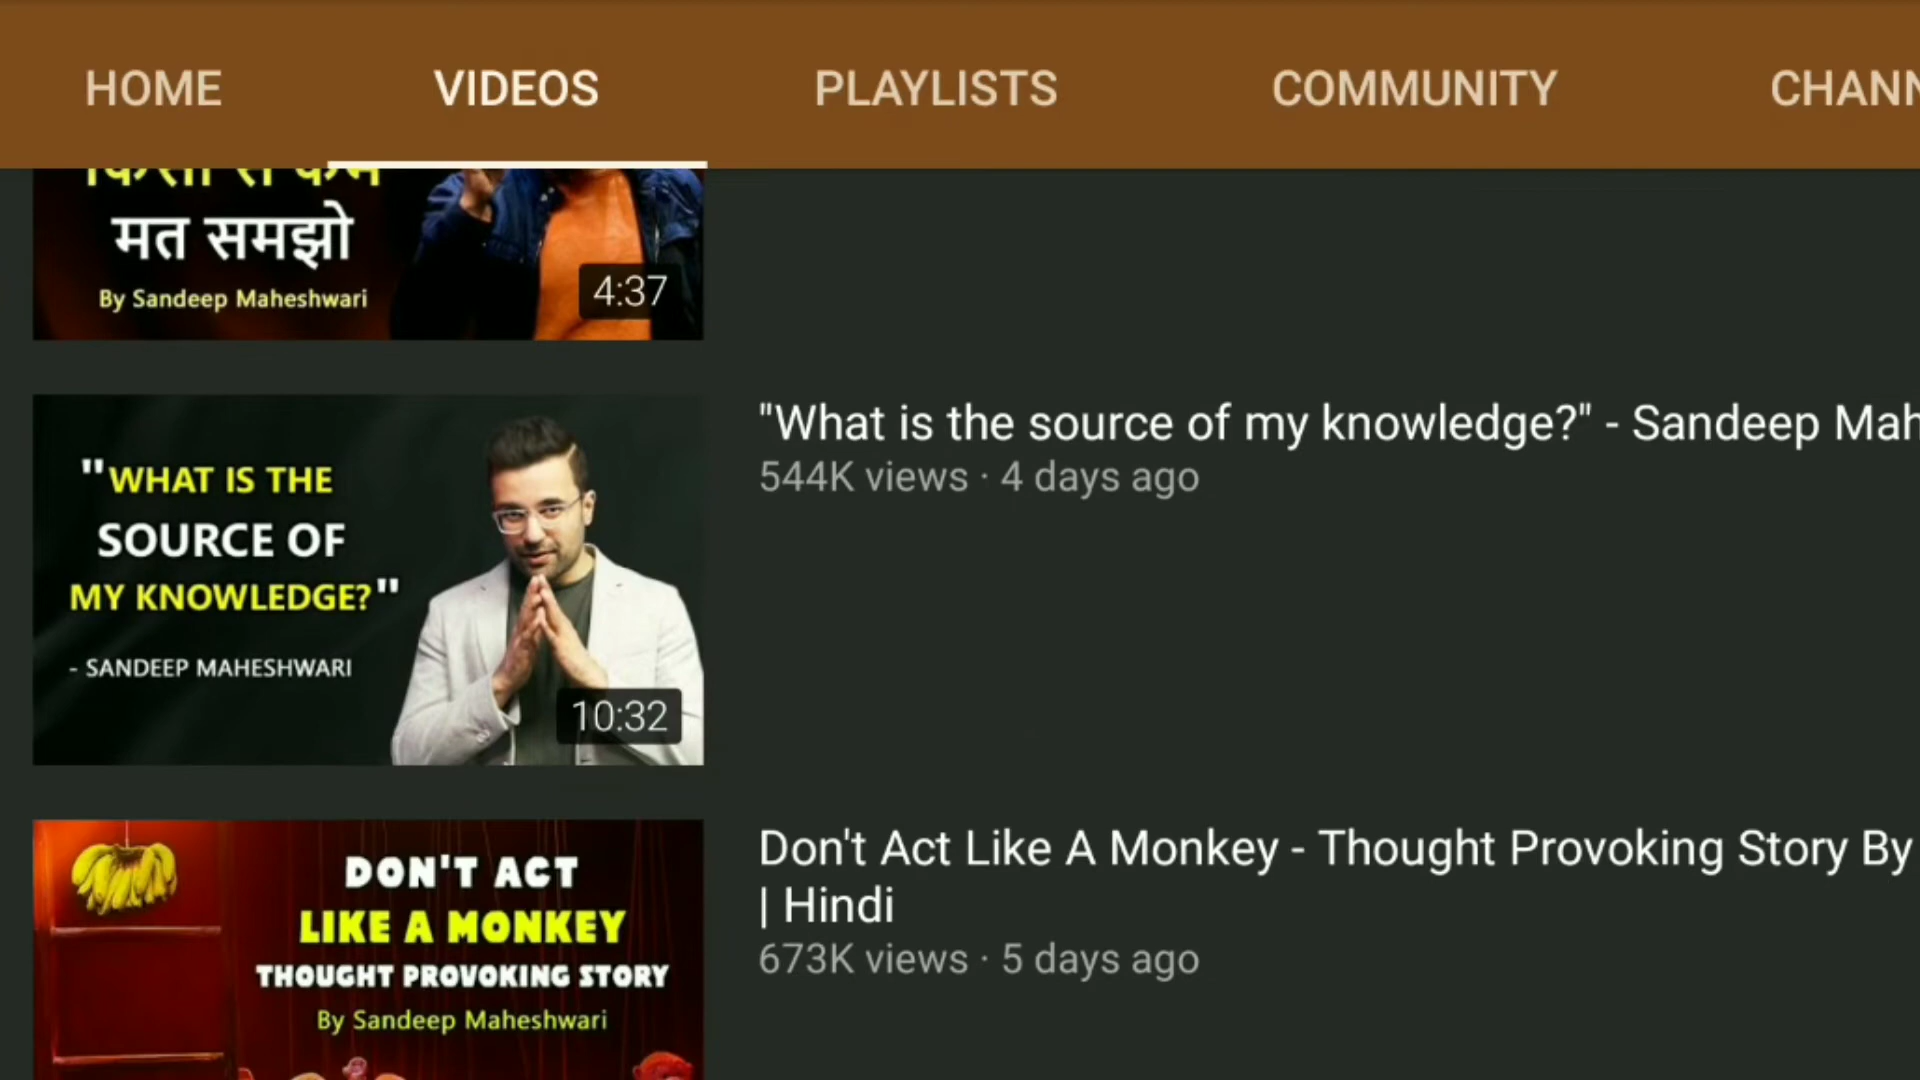 HOME VIDEOS PLAYLISTS COMMUNITY CHANN
किसी से कम
मत समझो
By Sandeep Maheshwari
4:37
"WHAT IS THE
SOURCE OF
MY KNOWLEDGE?"
- SANDEEP MAHESHWARI
10:32
"What is the source of my knowledge?" - Sandeep Mah
544K views · 4 days ago
DON'T ACT
LIKE A MONKEY
THOUGHT PROVOKING STORY
By Sandeep Maheshwari
Don't Act Like A Monkey - Thought Provoking Story By
| Hindi
673K views · 5 days ago